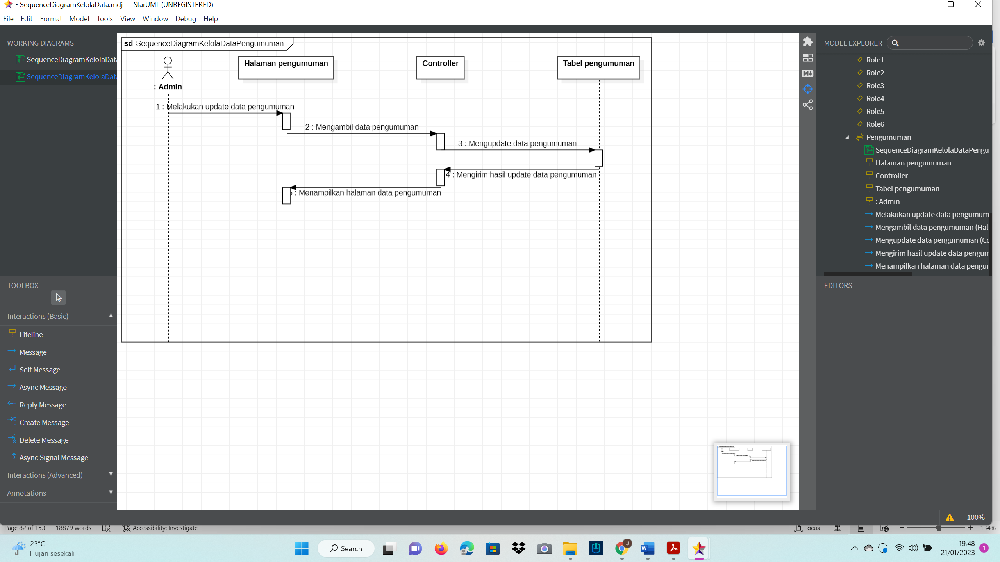 • SequenceDiagramKelolaData.mdj — StarUML (UNREGISTERED)
File Edit Format Model Tools View Window Debug Help
WORKING DIAGRAMS
SequenceDiagramKelolaDat
SequenceDiagramKelolaDat
TOOLBOX
Interactions (Basic)
Lifeline
Message
Self Message
Async Message
Reply Message
Create Message
Delete Message
Async Signal Message
Interactions (Advanced)
Annotations
sd SequenceDiagramKelolaDataPengumuman
: Admin
Halaman pengumuman
Controller
Tabel pengumuman
1 : Melakukan update data pengumuman
2 : Mengambil data pengumuman
3 : Mengupdate data pengumuman
4 : Mengirim hasil update data pengumuman
5 : Menampilkan halaman data pengumuman
MODEL EXPLORER
Role1
Role2
Role3
Role4
Role5
Role6
Pengumuman
SequenceDiagramKelolaDataPengu
Halaman pengumuman
Controller
Tabel pengumuman
: Admin
Melakukan update data pengumum
Mengambil data pengumuman (Hal
Mengupdate data pengumuman (Co
Mengirim hasil update data pengum
Menampilkan halaman data pengur
EDITORS
100%
Page 82 of 153 18879 words Accessibility: Investigate Focus 134%
23°C
Hujan sesekali
Search
J
19:48
21/01/2023
1